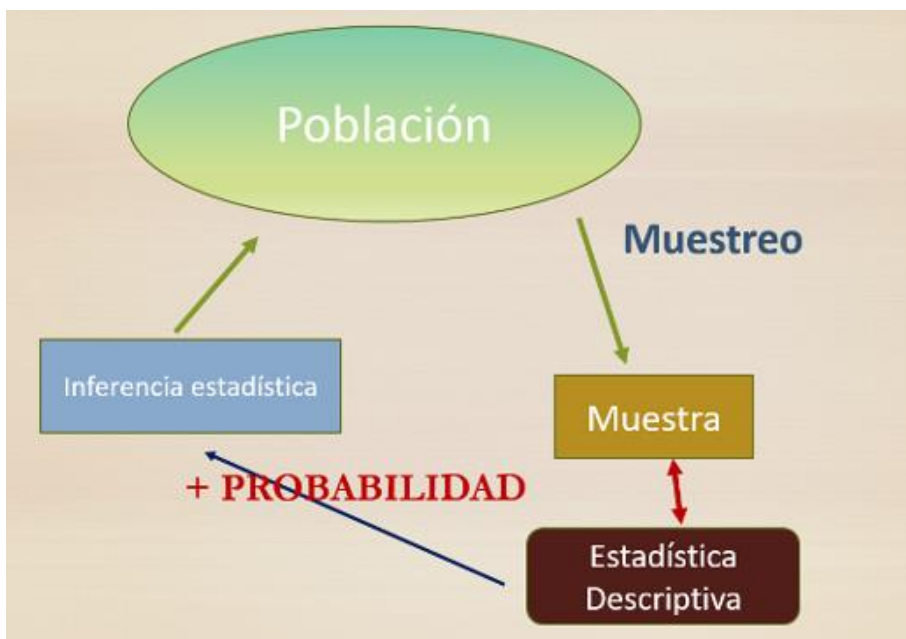 Población
Muestreo
Inferencia estadística
Muestra
+ PROBABILIDAD
Estadística
Descriptiva